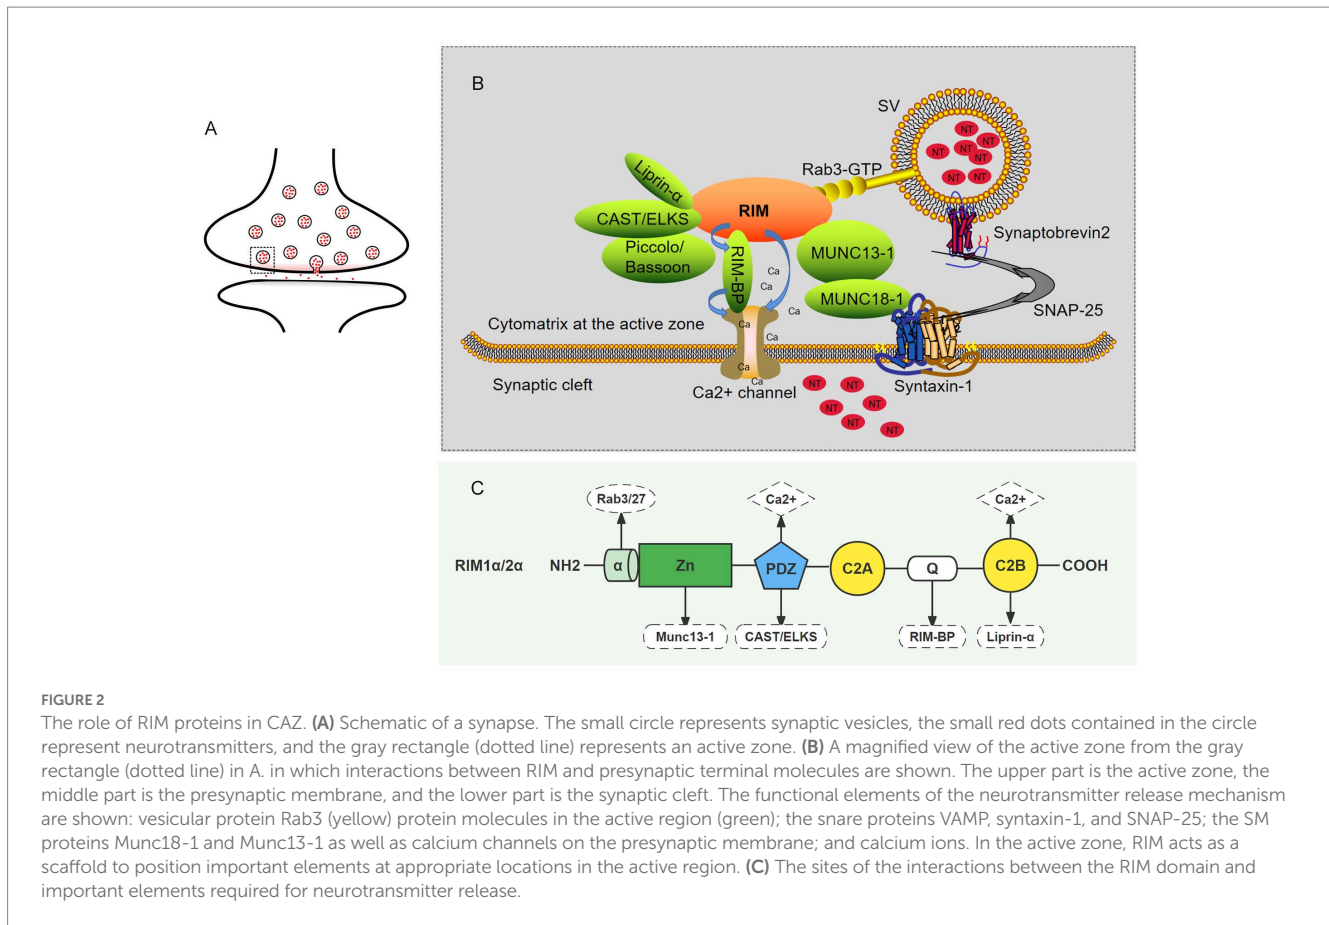 A
B
SV
NT
NT
NT
NT
NT
NT
NT
Liprin-α
Rab3-GTP
CAST/ELKS
RIM
Piccolo/
Bassoon
RIM-BP
MUNC13-1
Synaptobrevin2
Ca
Ca
MUNC18-1
Ca
SNAP-25
Cytomatrix at the active zone
Ca
Ca
Synaptic cleft
Ca
Ca
Syntaxin-1
Ca2+ channel
NT
NT
NT
NT
NT
NT
C
Rab3/27
Ca2+
Ca2+
RIM1α/2α
NH2
α
Zn
PDZ
C2A
Q
C2B
COOH
Munc13-1
CAST/ELKS
RIM-BP
Liprin-α
FIGURE 2
The role of RIM proteins in CAZ. (A) Schematic of a synapse. The small circle represents synaptic vesicles, the small red dots contained in the circle
represent neurotransmitters, and the gray rectangle (dotted line) represents an active zone. (B) A magnified view of the active zone from the gray
rectangle (dotted line) in A. in which interactions between RIM and presynaptic terminal molecules are shown. The upper part is the active zone, the
middle part is the presynaptic membrane, and the lower part is the synaptic cleft. The functional elements of the neurotransmitter release mechanism
are shown: vesicular protein Rab3 (yellow) protein molecules in the active region (green); the snare proteins VAMP, syntaxin-1, and SNAP-25; the SM
proteins Munc18-1 and Munc13-1 as well as calcium channels on the presynaptic membrane; and calcium ions. In the active zone, RIM acts as a
scaffold to position important elements at appropriate locations in the active region. (C) The sites of the interactions between the RIM domain and
important elements required for neurotransmitter release.